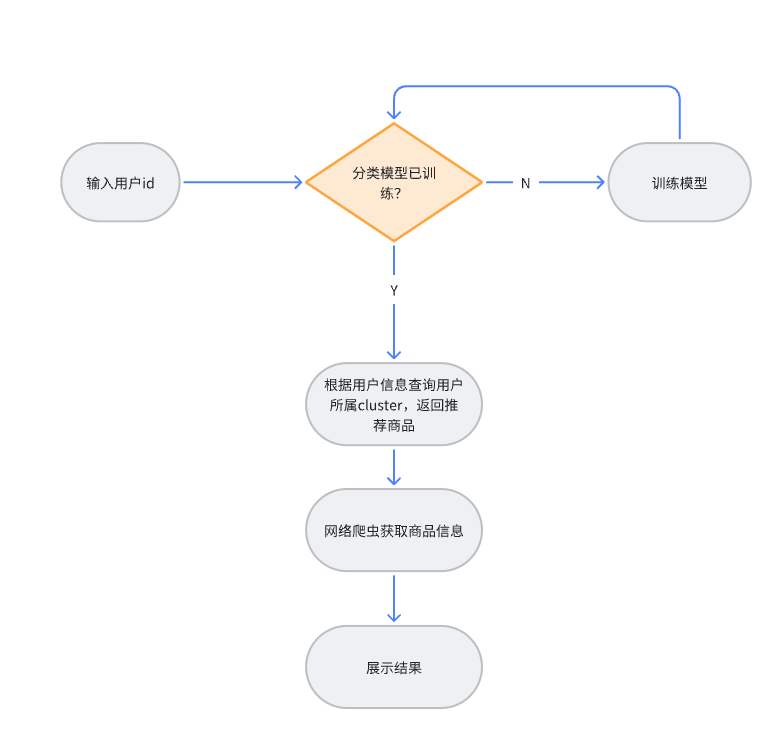 输入用户id
分类模型已训
练？
N
训练模型
Y
根据用户信息查询用户
所属cluster，返回推
荐商品
网络爬虫获取商品信息
展示结果